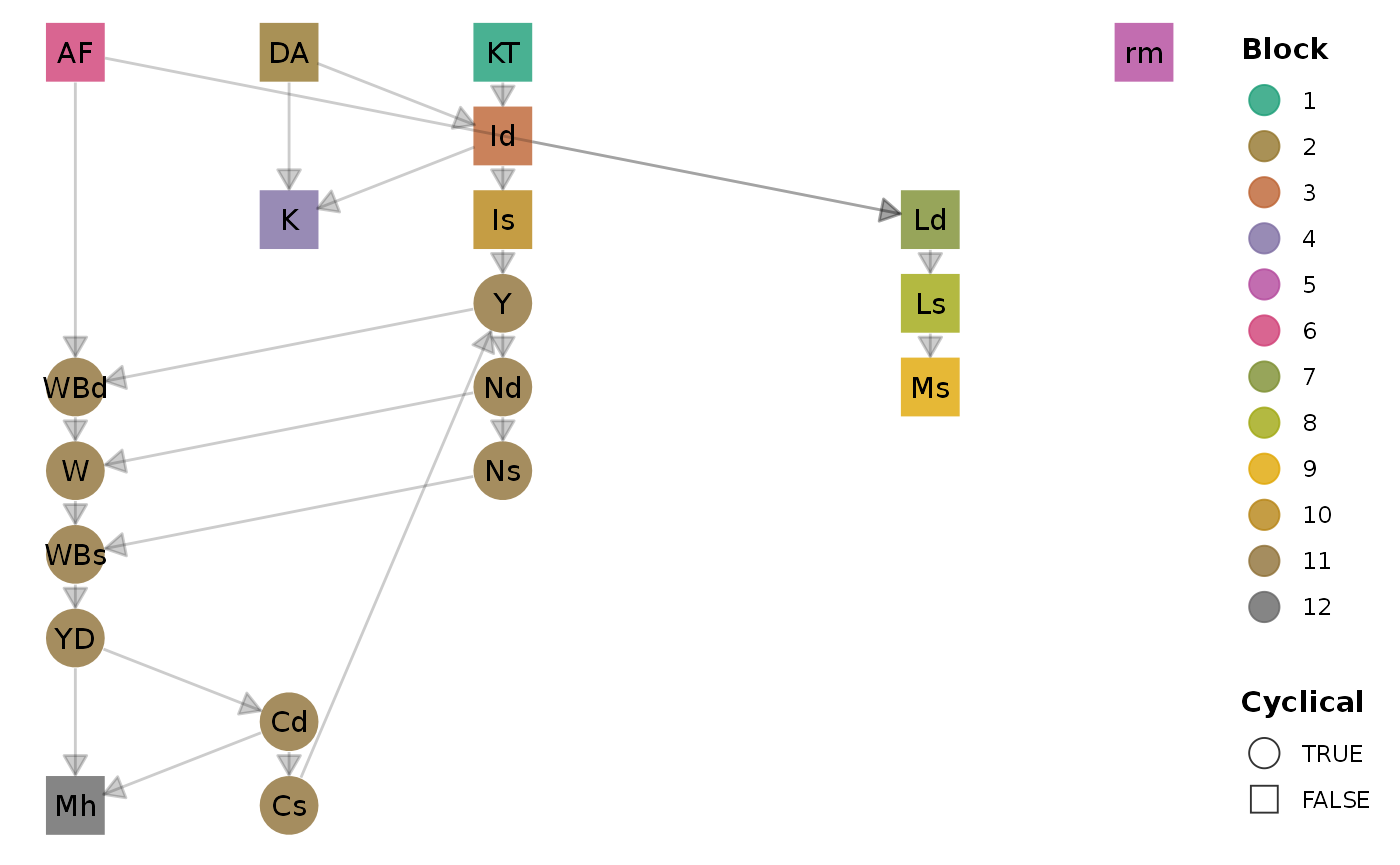 AF
DA
KT
rm
Id
K
Is
Ld
Y
Ls
WBd
Nd
Ms
W
Ns
WBs
YD
Cd
Mh
Cs
Block
1
2
3
4
5
6
7
8
9
10
11
12
Cyclical
TRUE
FALSE